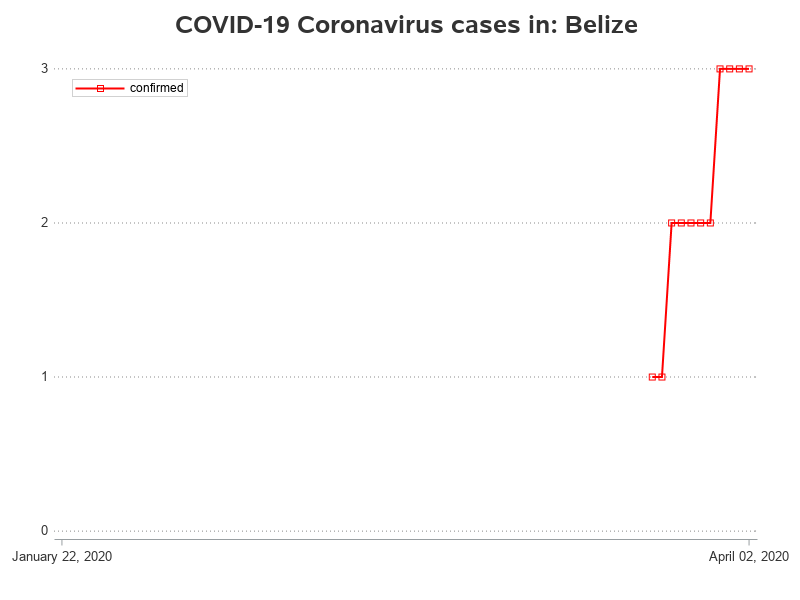 COVID-19 Coronavirus cases in: Belize
3
confirmed
2
1
0
January 22, 2020
April 02, 2020